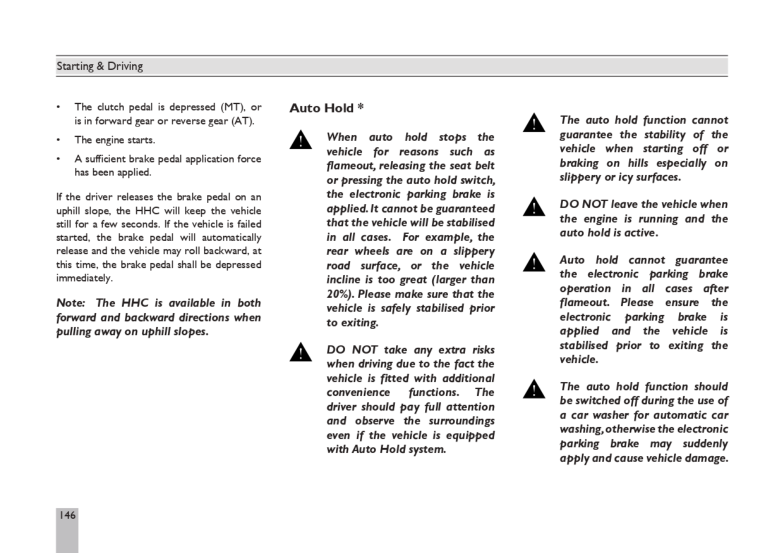 Starting & Driving
• The clutch pedal is depressed (MT), or
is in forward gear or reverse gear (AT).
• The engine starts.
• A sufficient brake pedal application force
has been applied.
If the driver releases the brake pedal on an
uphill slope, the HHC will keep the vehicle
still for a few seconds. If the vehicle is failed
started, the brake pedal will automatically
release and the vehicle may roll backward, at
this time, the brake pedal shall be depressed
immediately.
Note: The HHC is available in both
forward and backward directions when
pulling away on uphill slopes.
Auto Hold *
When auto hold stops the
vehicle for reasons such as
flameout, releasing the seat belt
or pressing the auto hold switch,
the electronic parking brake is
applied. It cannot be guaranteed
that the vehicle will be stabilised
in all cases. For example, the
rear wheels are on a slippery
road surface, or the vehicle
incline is too great (larger than
20%). Please make sure that the
vehicle is safely stabilised prior
to exiting.
DO NOT take any extra risks
when driving due to the fact the
vehicle is fitted with additional
convenience functions. The
driver should pay full attention
and observe the surroundings
even if the vehicle is equipped
with Auto Hold system.
The auto hold function cannot
guarantee the stability of the
vehicle when starting off or
braking on hills especially on
slippery or icy surfaces.
DO NOT leave the vehicle when
the engine is running and the
auto hold is active.
Auto hold cannot guarantee
the electronic parking brake
operation in all cases after
flameout. Please ensure the
electronic parking brake is
applied and the vehicle is
stabilised prior to exiting the
vehicle.
The auto hold function should
be switched off during the use of
a car washer for automatic car
washing, otherwise the electronic
parking brake may suddenly
apply and cause vehicle damage.
146